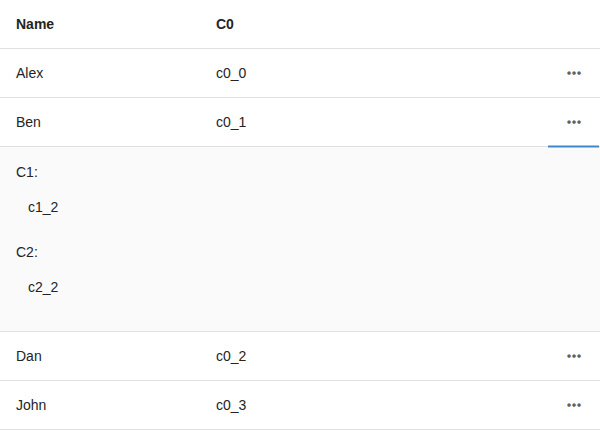 Name C0
Alex c0_0 •••
Ben c0_1 •••
C1:
c1_2
C2:
c2_2
Dan c0_2 •••
John c0_3 •••